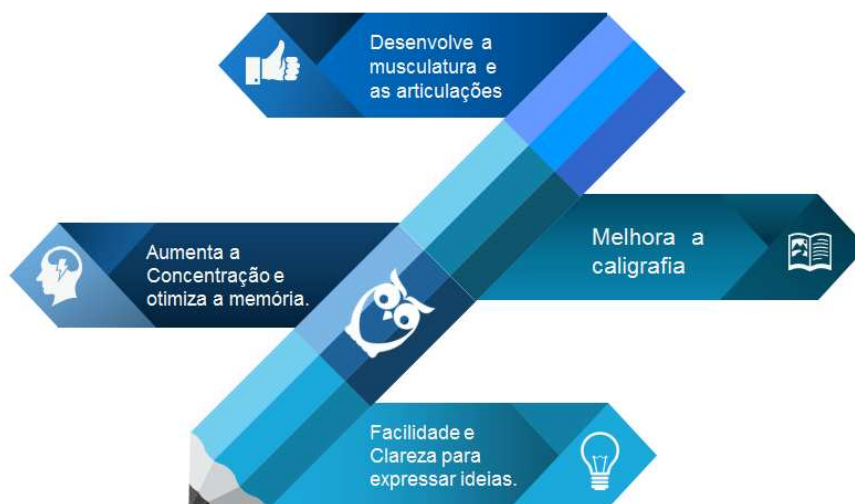 Desenvolve a
musculatura e
as articulações
Aumenta a
Concentração e
otimiza a memória.
Melhora a
caligrafia
Facilidade e
Clareza para
expressar ideias.